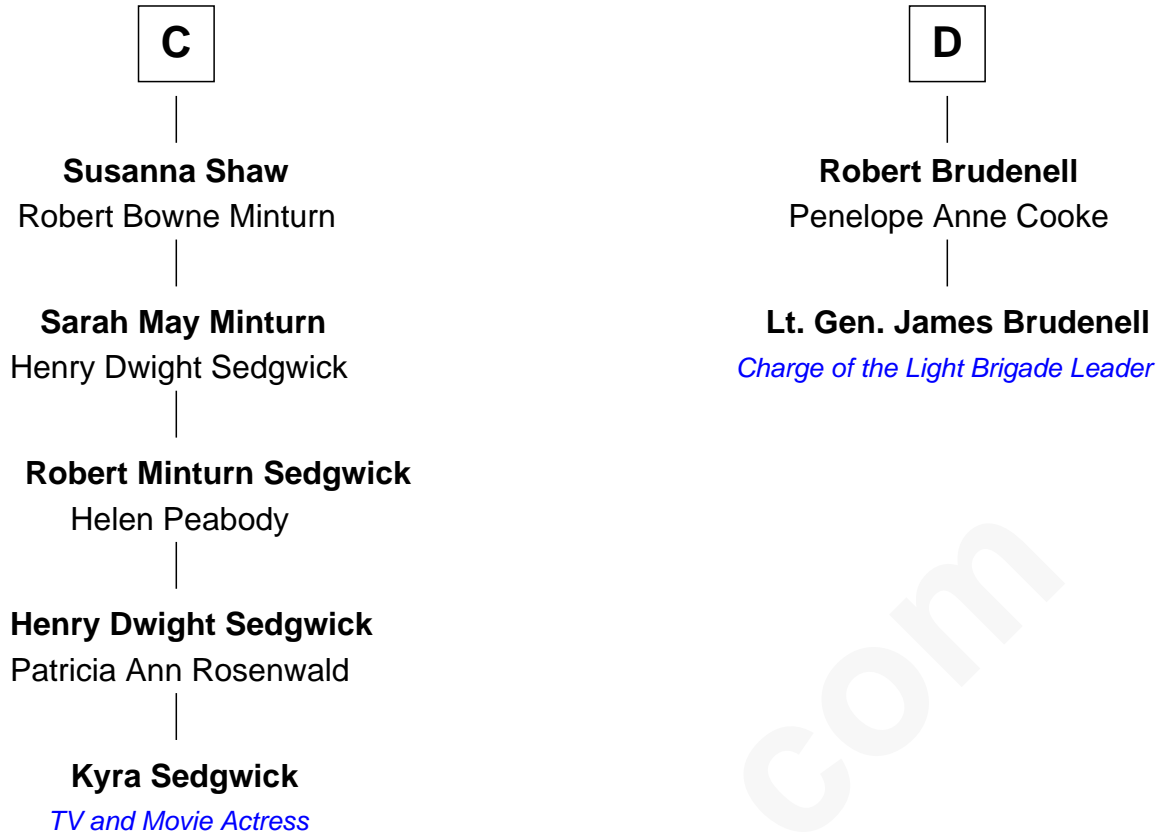 C
Susanna Shaw
Robert Bowne Minturn
Sarah May Minturn
Henry Dwight Sedgwick
Robert Minturn Sedgwick
Helen Peabody
Henry Dwight Sedgwick
Patricia Ann Rosenwald
Kyra Sedgwick
TV and Movie Actress
D
Robert Brudenell
Penelope Anne Cooke
Lt. Gen. James Brudenell
Charge of the Light Brigade Leader
com